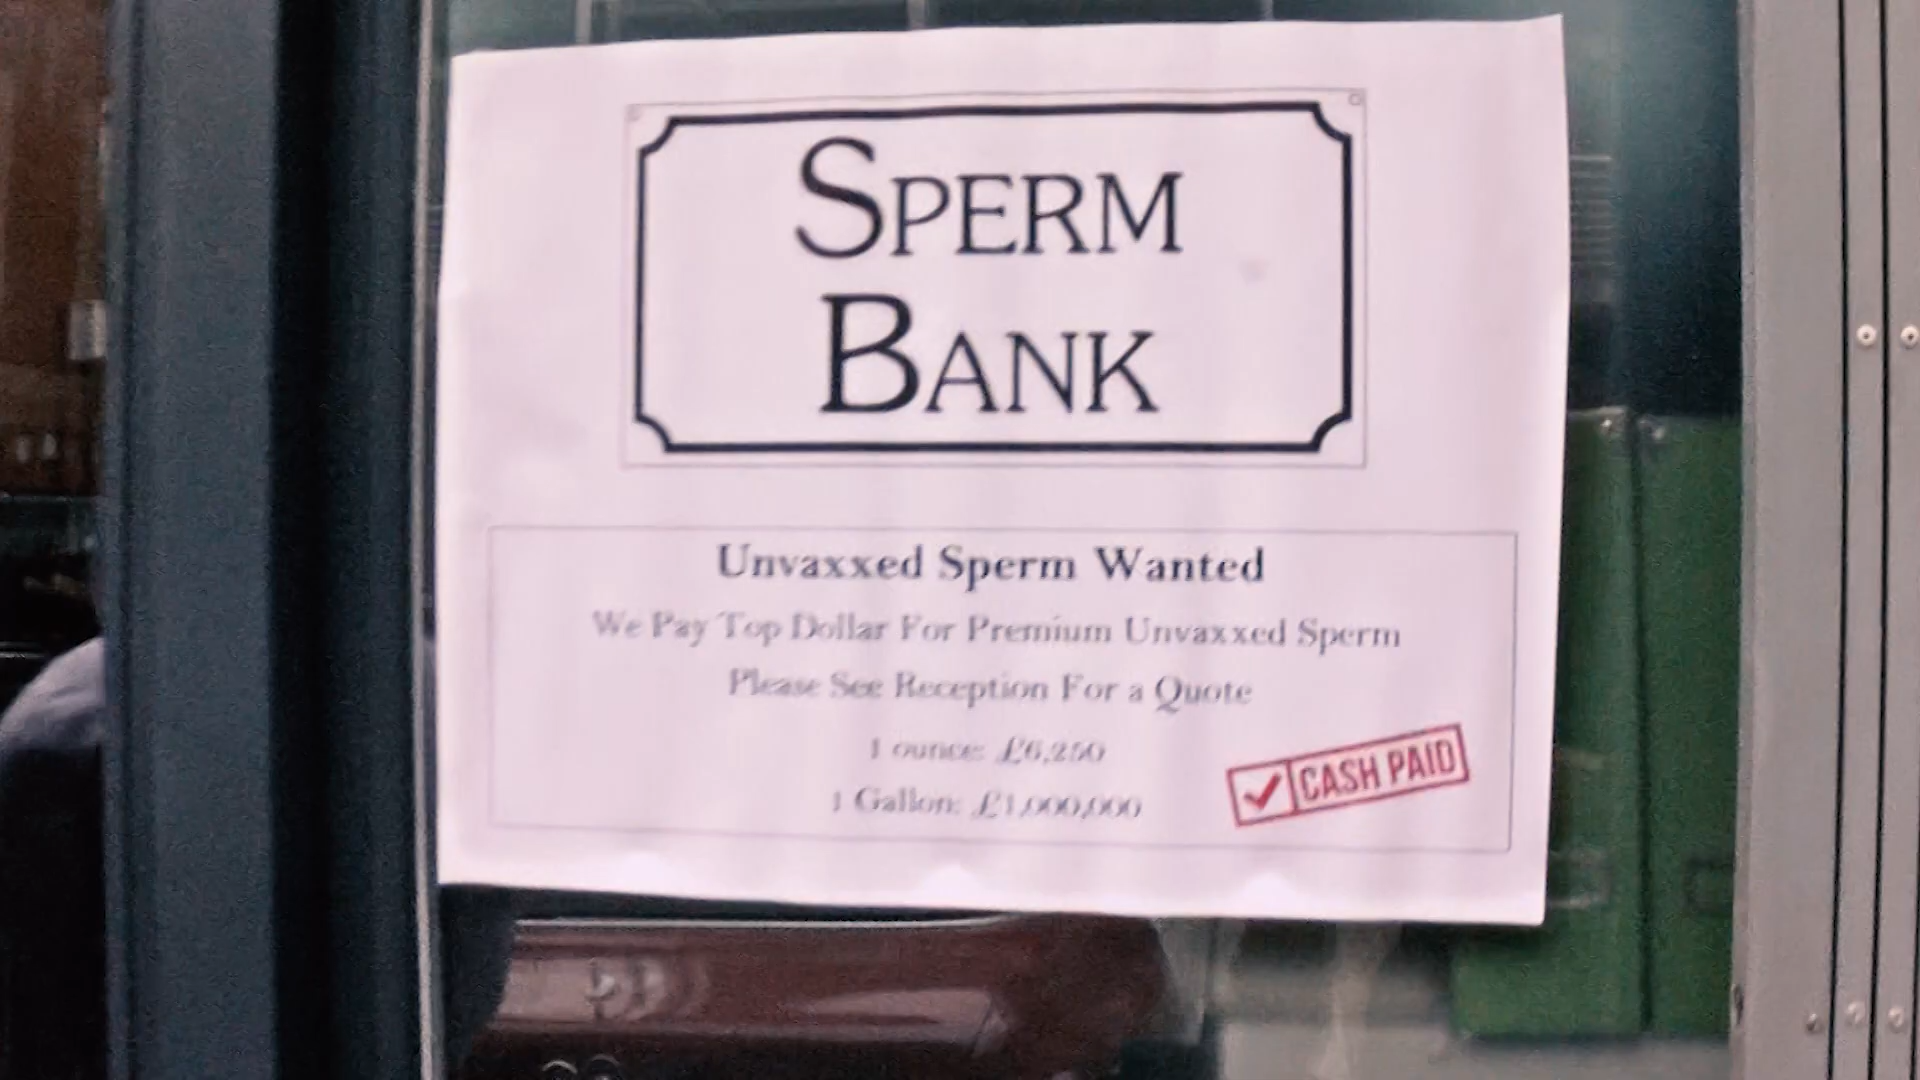 SPERM
BANK
Unvaxxed Sperm Wanted
We Pay Top Dollar For Premium Unvaxxed Sperm
Please See Reception For a Quote
1 ounce: £6,250
1 Gallon: £1,000,000
CASH PAID